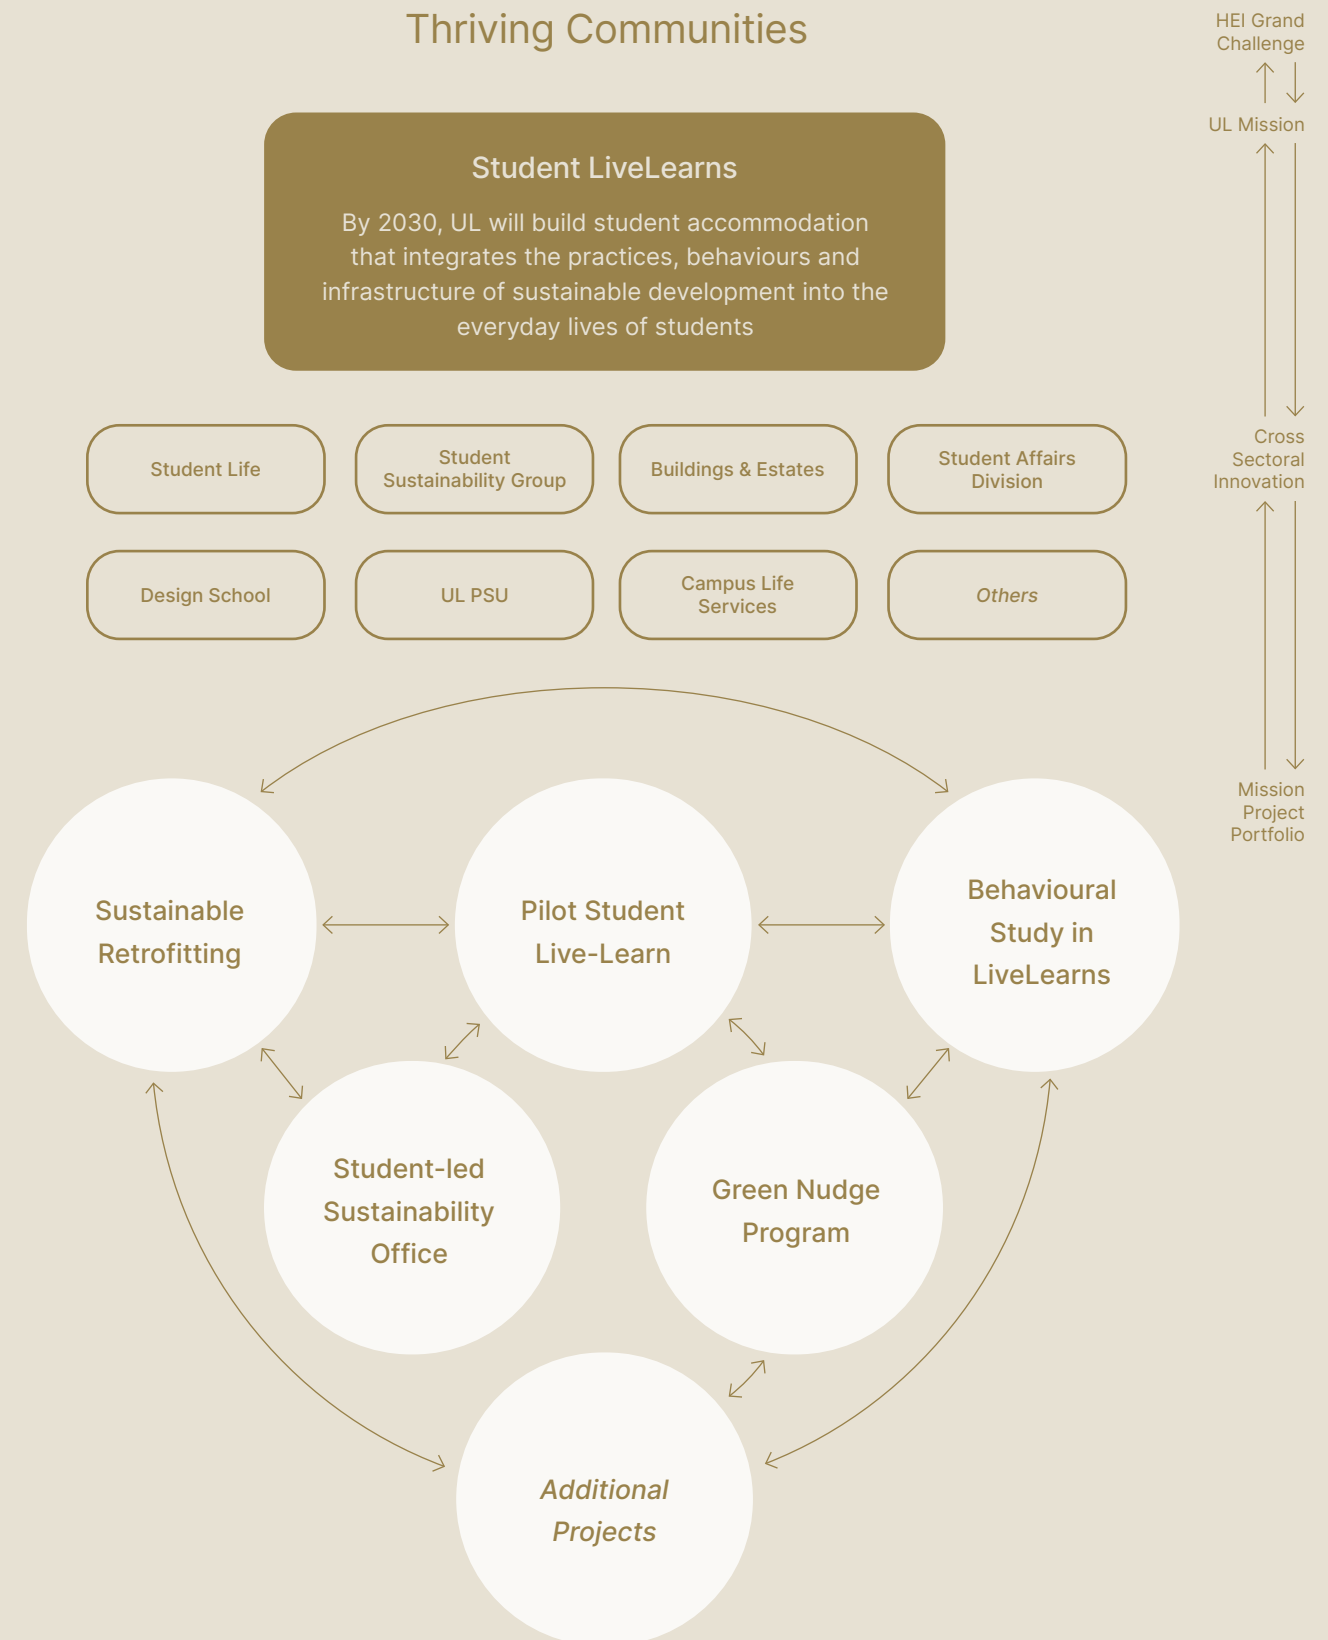 Thriving Communities
HEI Grand
Challenge
UL Mission
Student LiveLearns
By 2030, UL will build student accommodation
that integrates the practices, behaviours and
infrastructure of sustainable development into the
everyday lives of students
Cross
Sectoral
Innovation
Student Life
Student
Sustainability Group
Buildings & Estates
Student Affairs
Division
Design School
UL PSU
Campus Life
Services
Others
Mission
Project
Portfolio
Sustainable
Retrofitting
Pilot Student
Live-Learn
Behavioural
Study in
LiveLearns
Student-led
Sustainability
Office
Green Nudge
Program
Additional
Projects